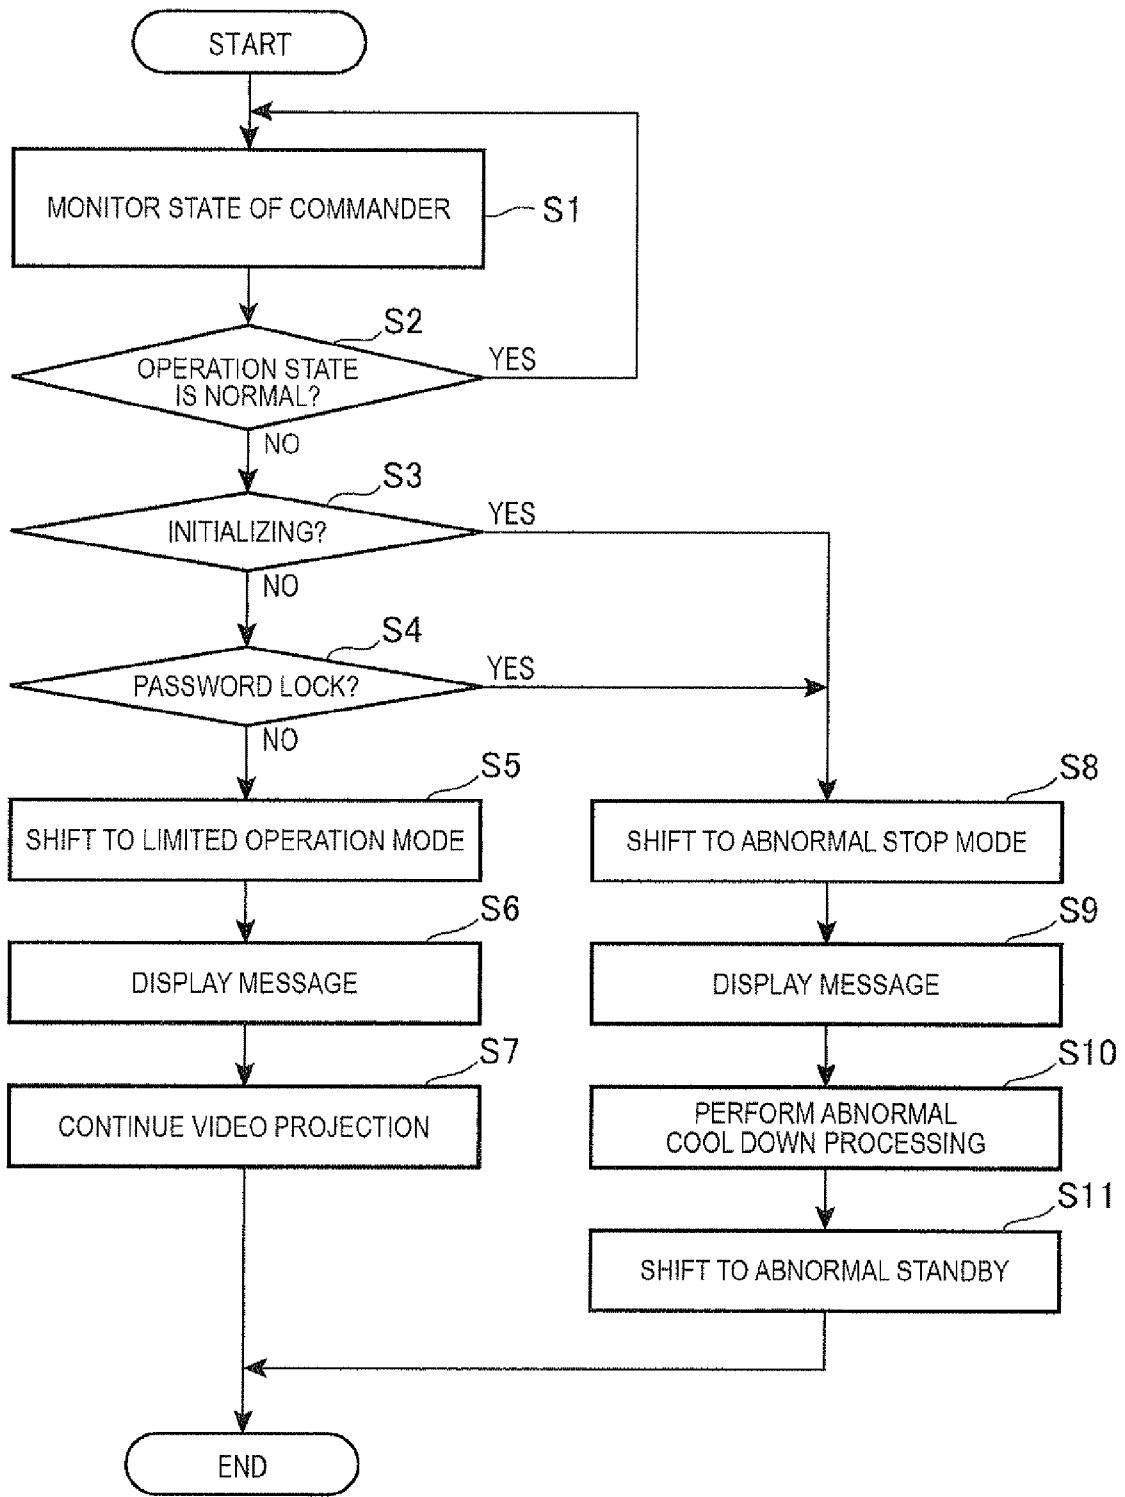 START
MONITOR STATE OF COMMANDER
S1
S2
OPERATION STATE
IS NORMAL?
YES
NO
S3
INITIALIZING?
YES
NO
S4
PASSWORD LOCK?
YES
NO
S5
SHIFT TO LIMITED OPERATION MODE
S6
DISPLAY MESSAGE
S7
CONTINUE VIDEO PROJECTION
S8
SHIFT TO ABNORMAL STOP MODE
S9
DISPLAY MESSAGE
S10
PERFORM ABNORMAL
COOL DOWN PROCESSING
S11
SHIFT TO ABNORMAL STANDBY
END